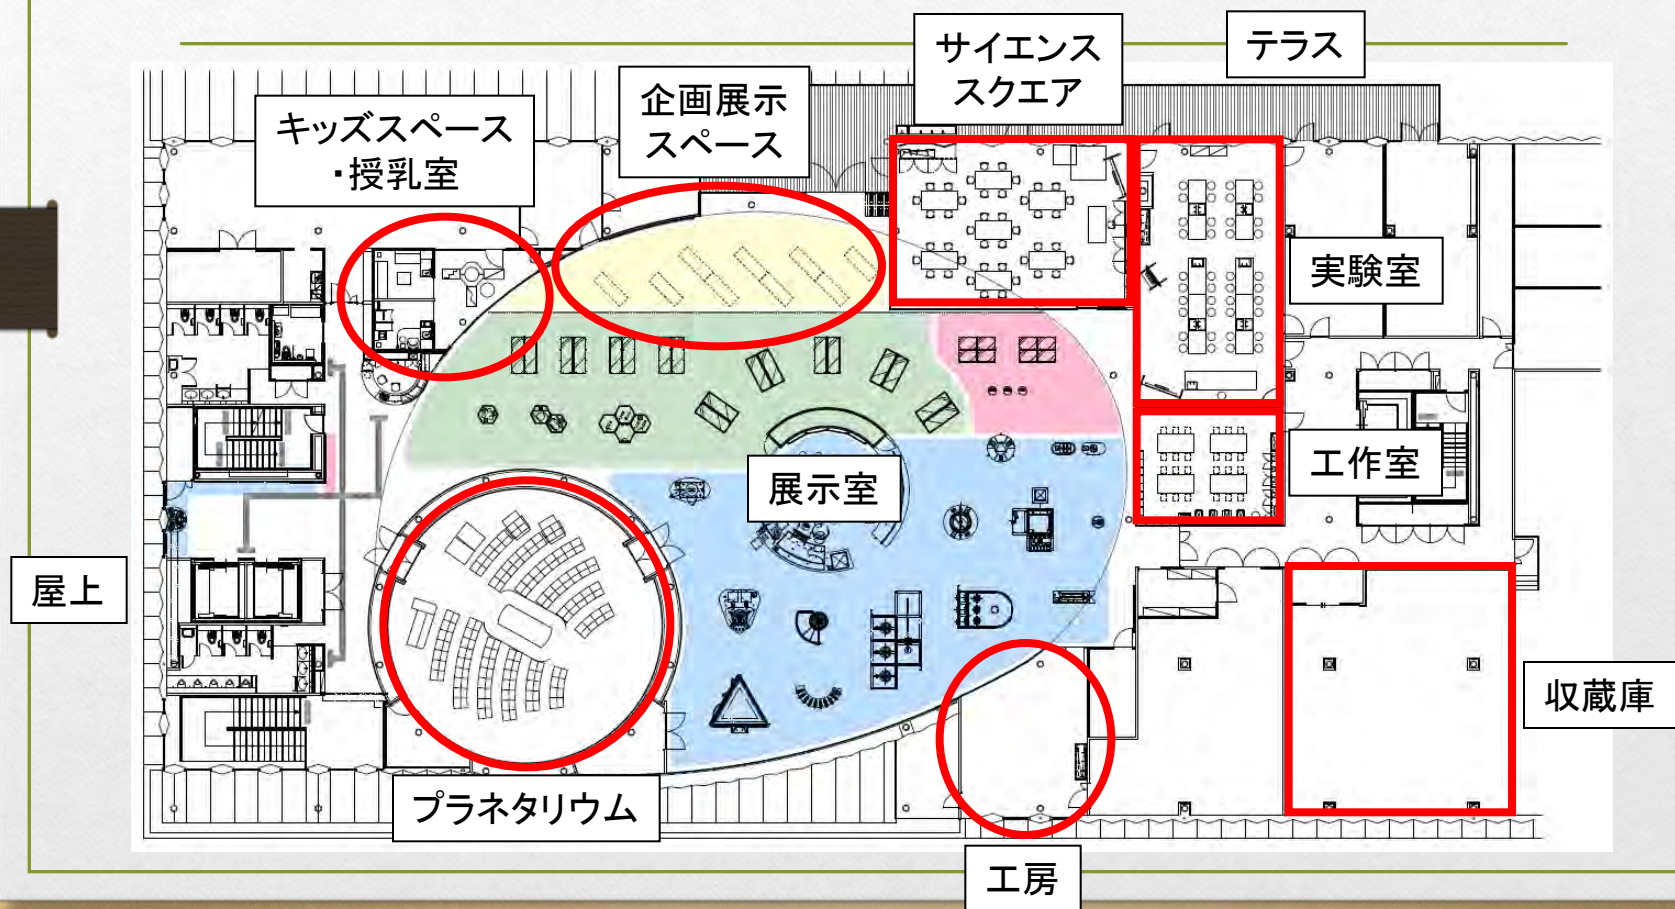 サイエンス
スクエア
テラス
企画展示
スペース
キッズスペース
・授乳室
実験室
工作室
展示室
屋上
収蔵庫
プラネタリウム
工房